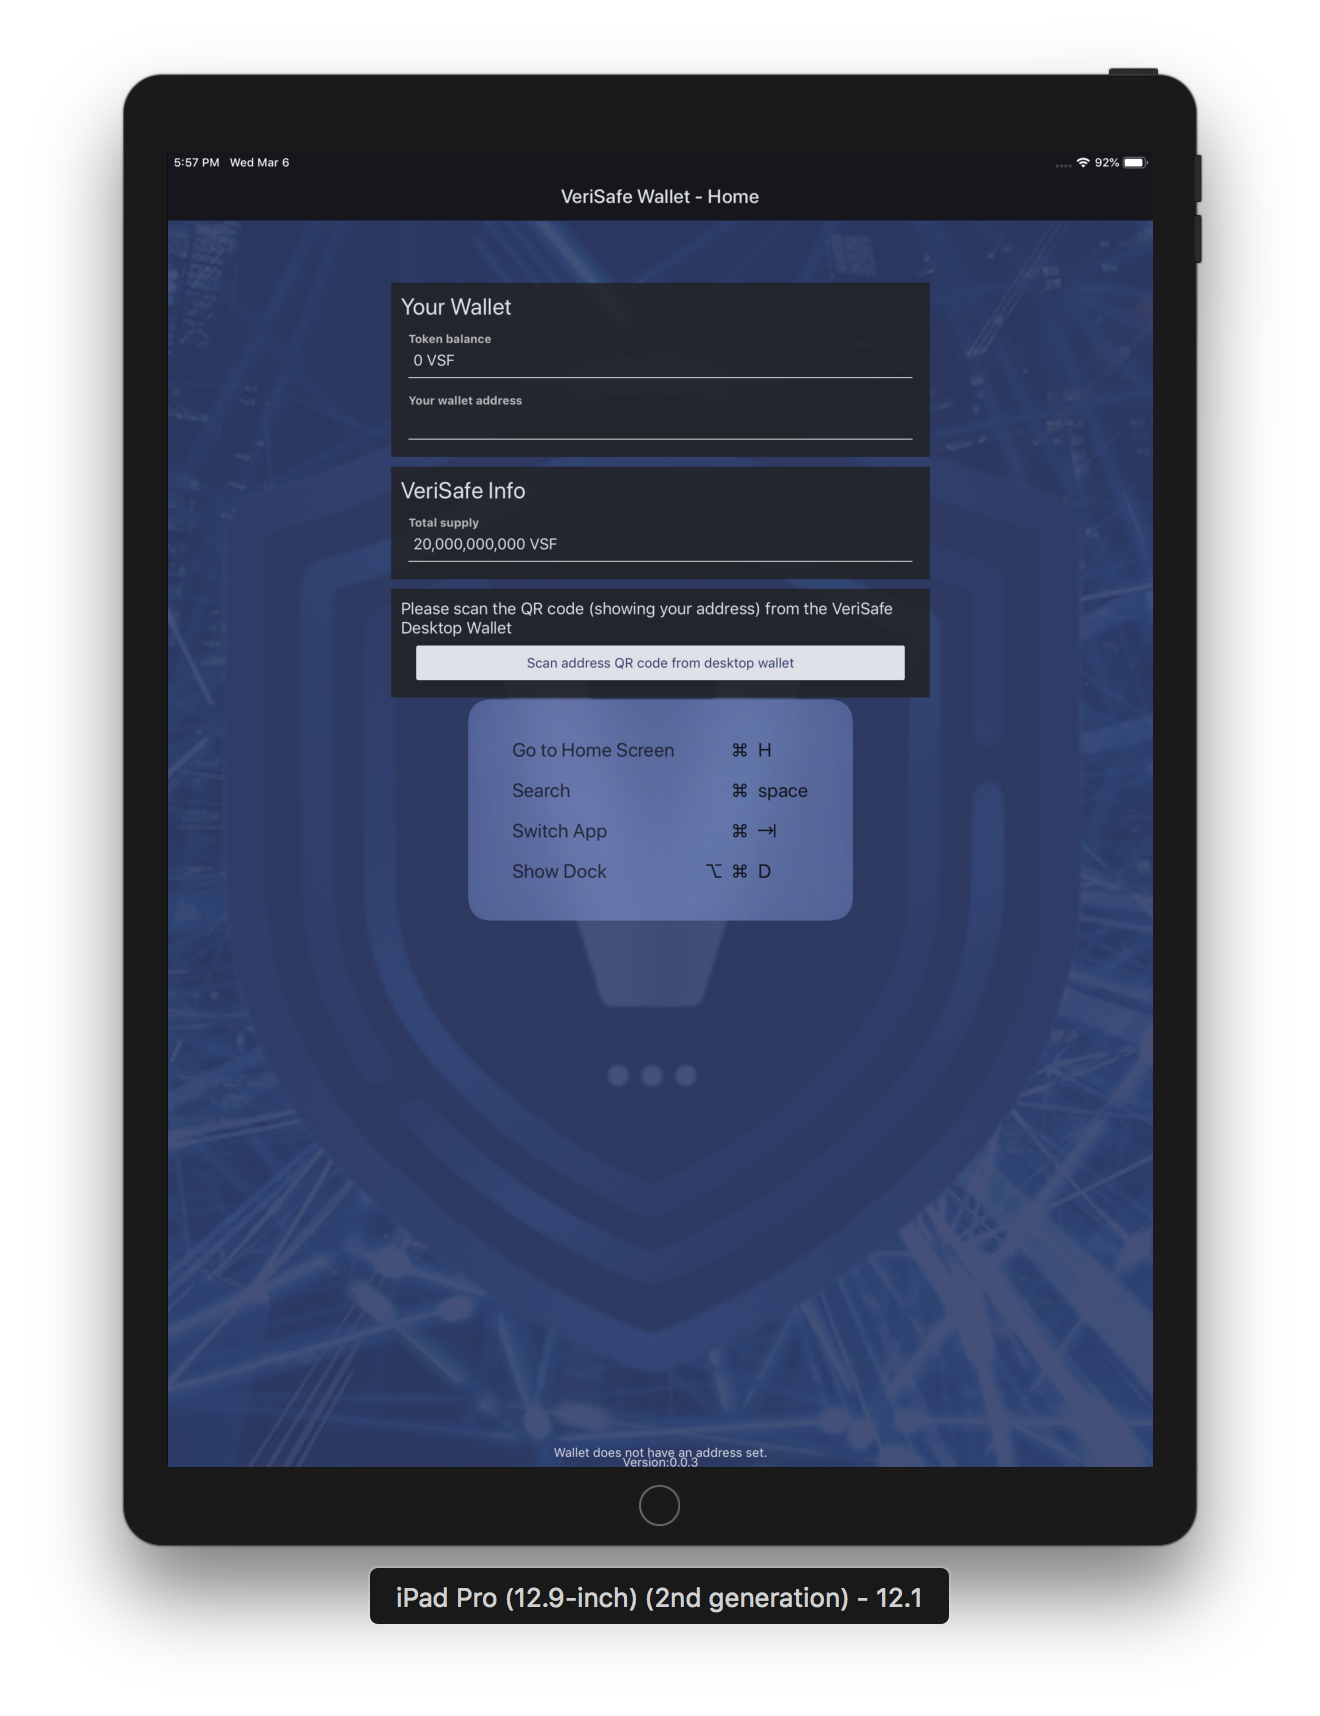 5:57 PM Wed Mar 6
92%
VeriSafe Wallet - Home
Your Wallet
Token balance
0 VSF
Your wallet address
VeriSafe Info
Total supply
20,000,000,000 VSF
Please scan the QR code (showing your address) from the VeriSafe
Desktop Wallet
Scan address QR code from desktop wallet
Go to Home Screen ⌘ H
Search ⌘ space
Switch App ⌘ ⇥
Show Dock ⌥ ⌘ D
Wallet does not have an address set.
Version:0.0.3
iPad Pro (12.9-inch) (2nd generation) - 12.1